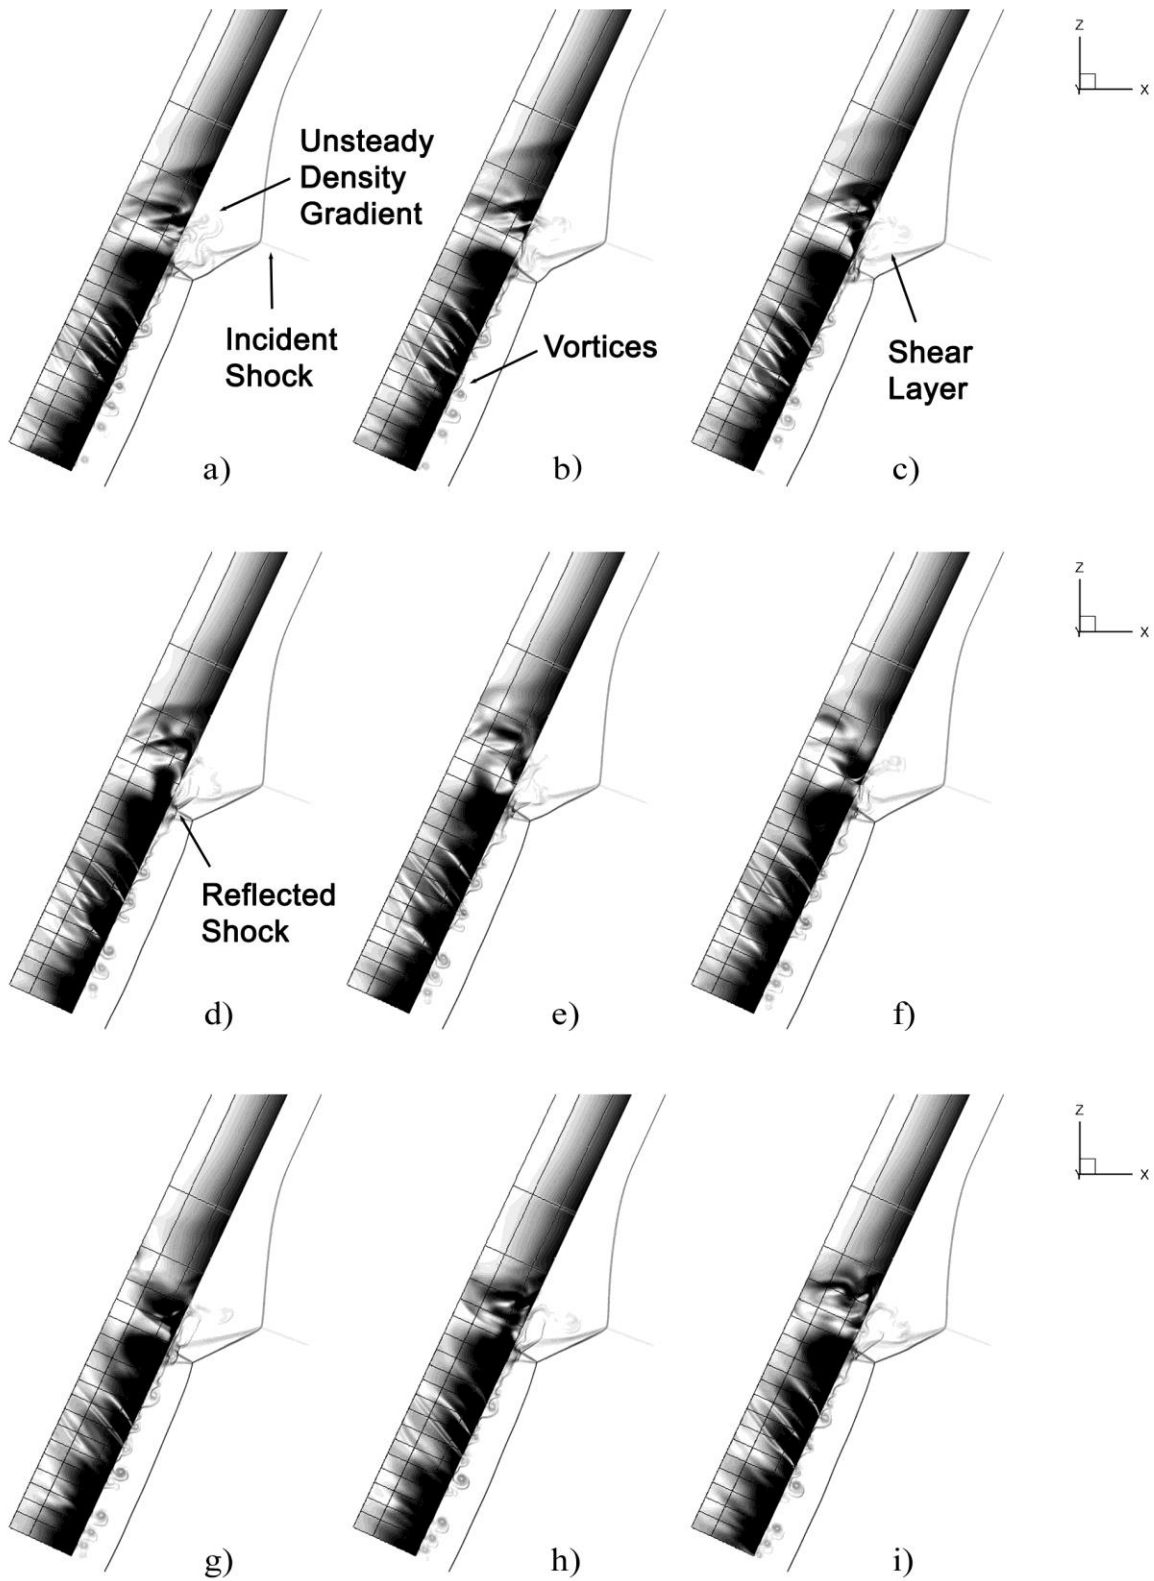 Z
Y
X
Unsteady
Density
Gradient
Incident
Shock
Vortices
Shear
Layer
a)
b)
c)
Z
Y
X
Reflected
Shock
d)
e)
f)
Z
Y
X
g)
h)
i)